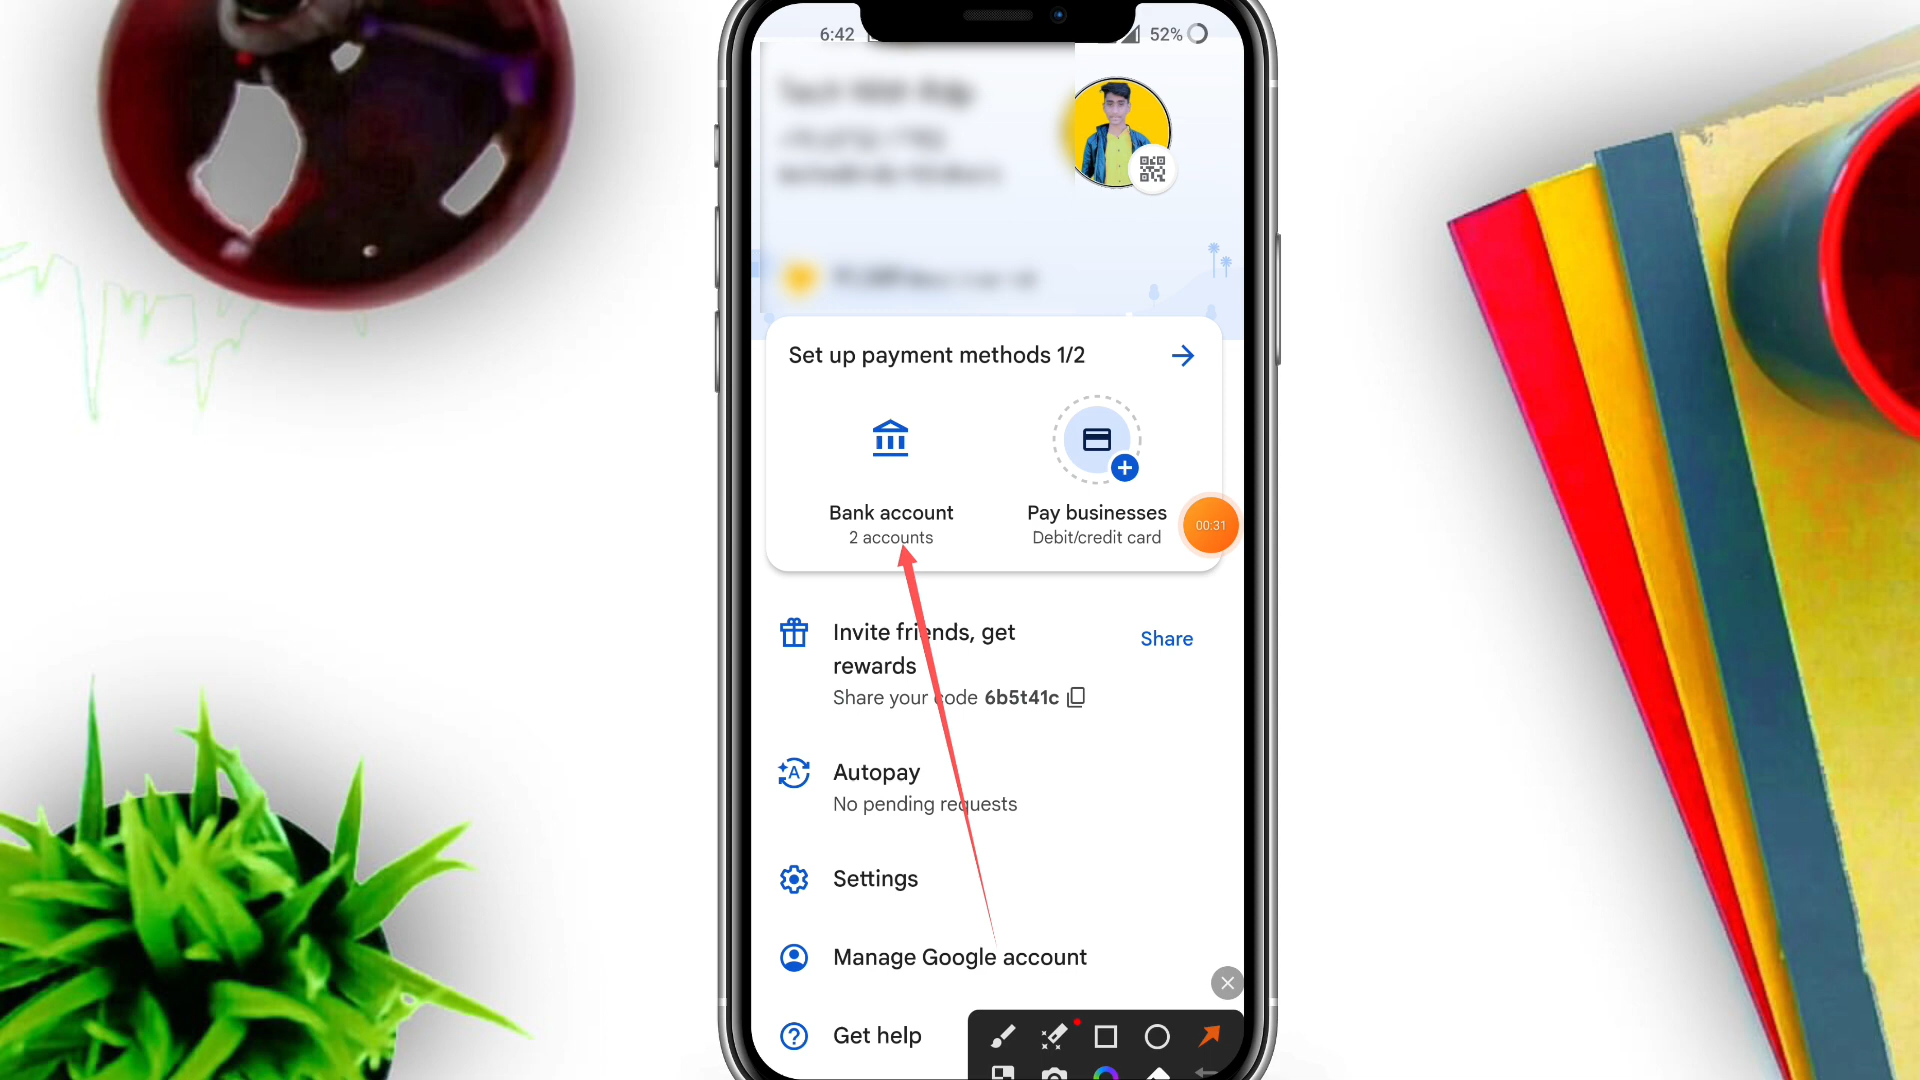 6:42
52%
Set up payment methods 1/2
Bank account
2 accounts
Pay businesses
Debit/credit card
00:31
Invite friends, get
rewards
Share
Share your code 6b5t41c
Autopay
No pending requests
Settings
Manage Google account
Get help